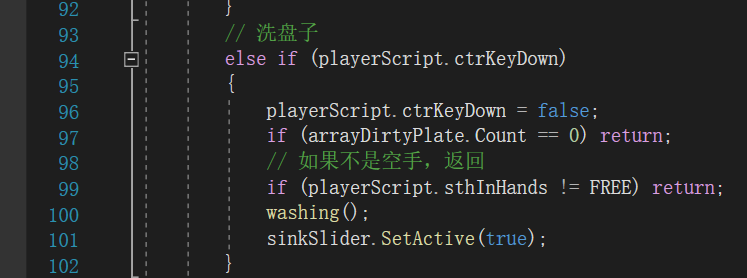 92 }
93 // 洗盘子
94 else if (playerScript.ctrKeyDown)
95 {
96 playerScript.ctrKeyDown = false;
97 if (arrayDirtyPlate.Count == 0) return;
98 // 如果不是空手，返回
99 if (playerScript.sthInHands != FREE) return;
100 washing();
101 sinkSlider.SetActive(true);
102 }